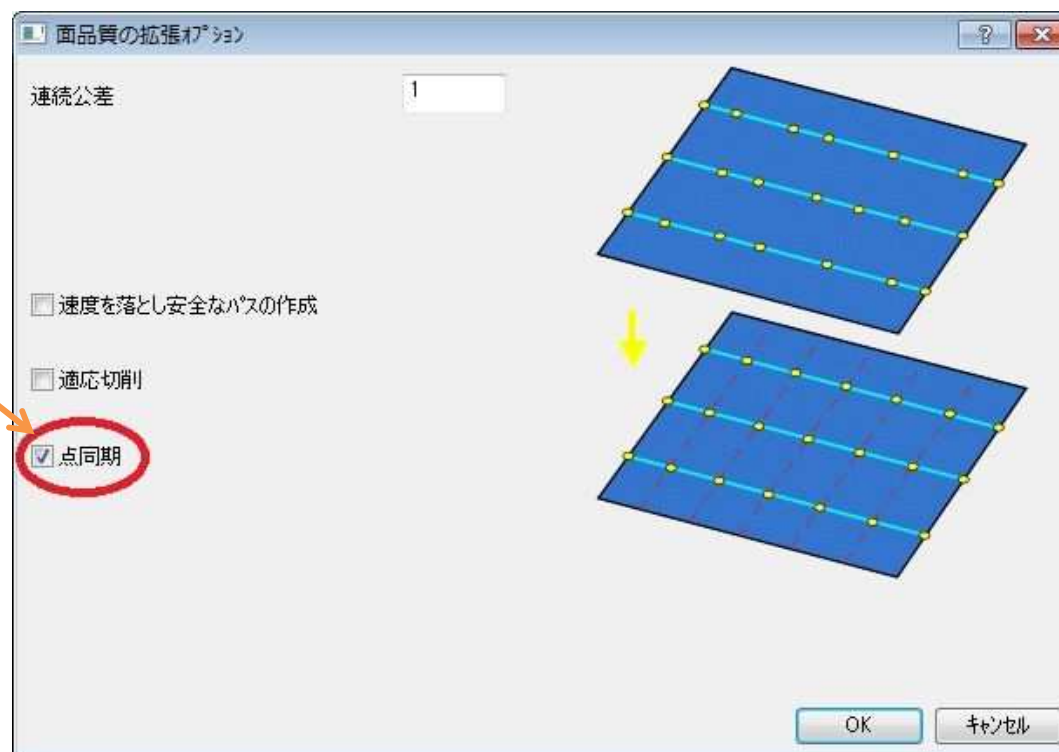 面品質の拡張ｵﾌﾟｼｮﾝ
連続公差 1
速度を落とし安全なﾊﾟｽの作成
適応切削
点同期
OK ｷｬﾝｾﾙ